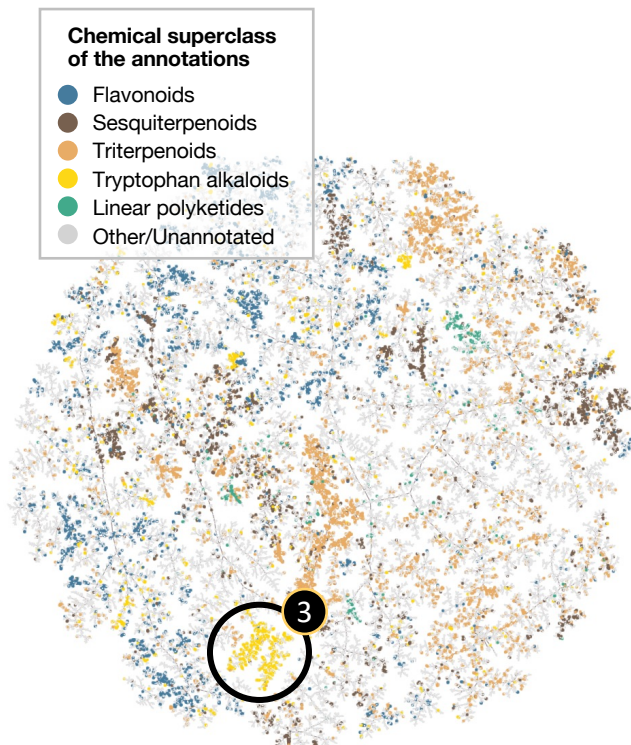 Chemical superclass
of the annotations
Flavonoids
Sesquiterpenoids
Triterpenoids
Tryptophan alkaloids
Linear polyketides
Other/Unannotated
3